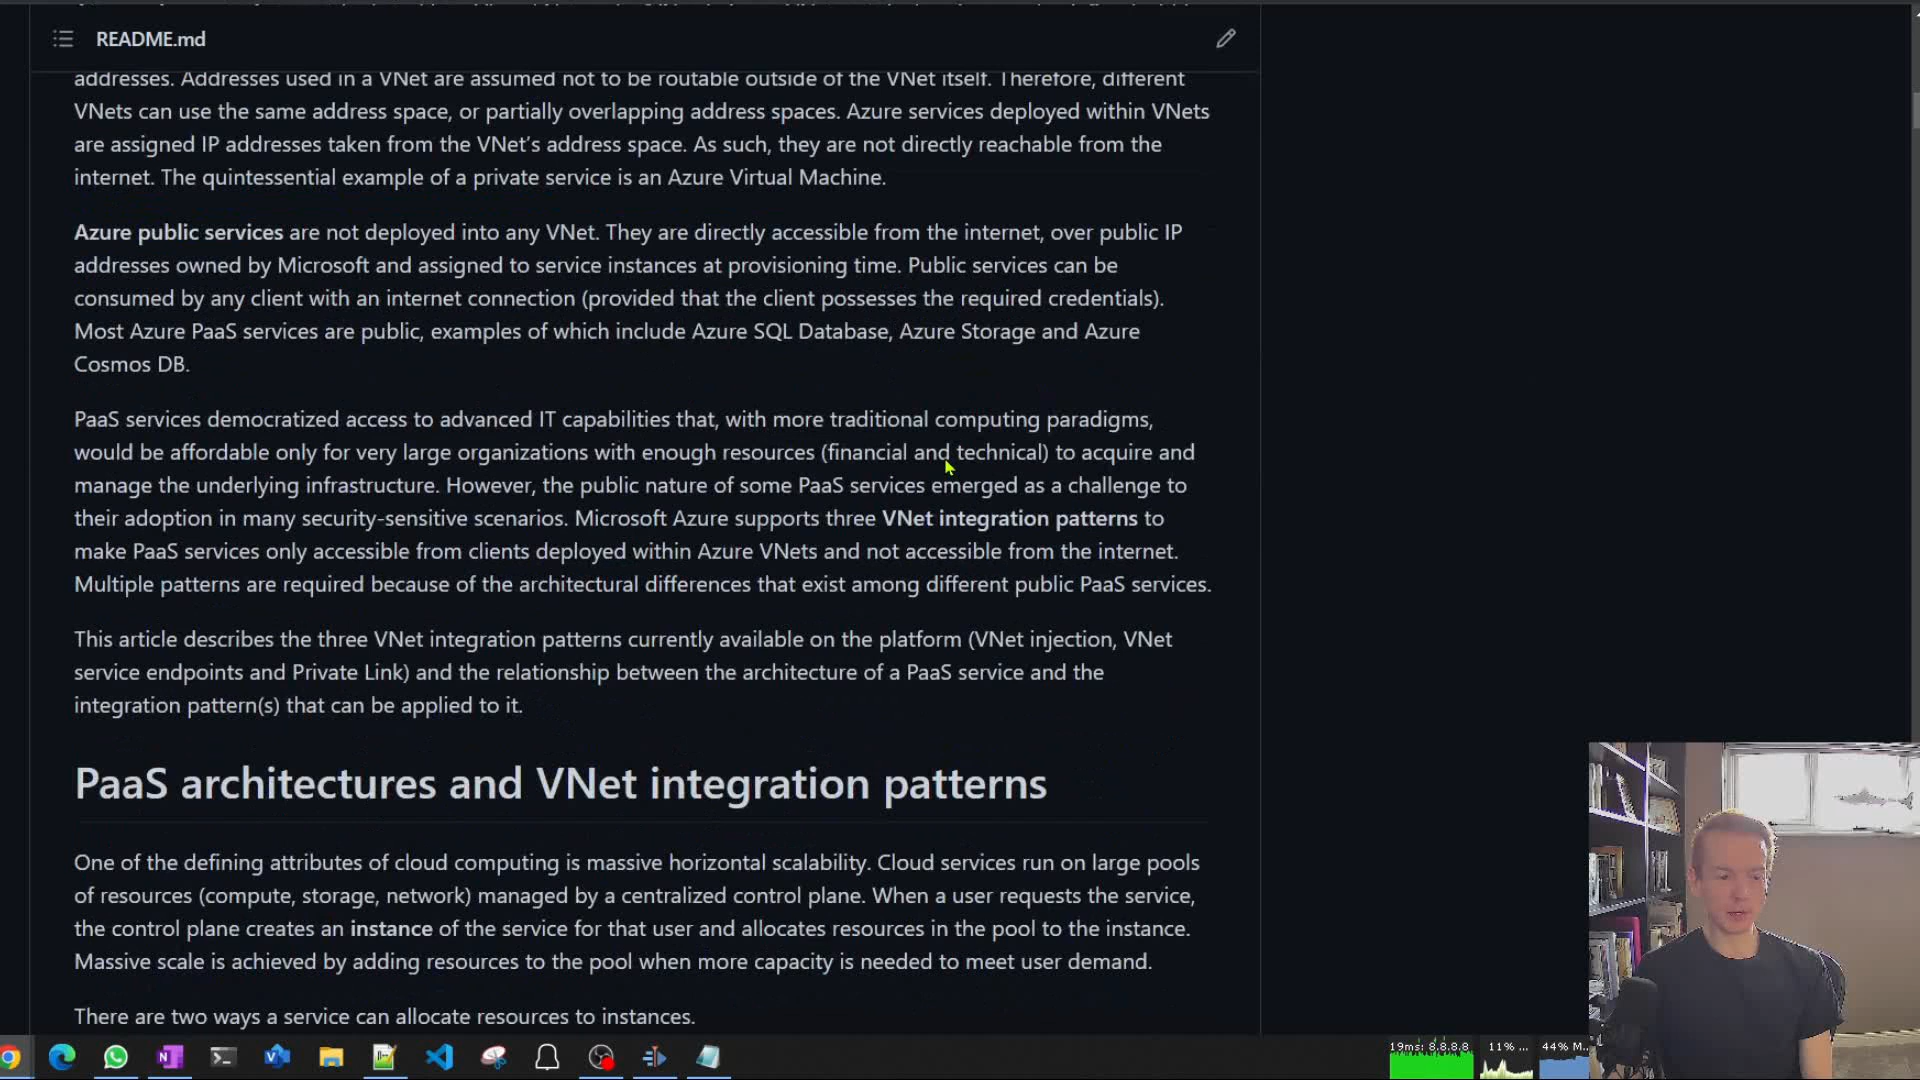 README.md
addresses. Addresses used in a VNet are assumed not to be routable outside of the VNet itself. Therefore, different
VNets can use the same address space, or partially overlapping address spaces. Azure services deployed within VNets
are assigned IP addresses taken from the VNet’s address space. As such, they are not directly reachable from the
internet. The quintessential example of a private service is an Azure Virtual Machine.
Azure public services are not deployed into any VNet. They are directly accessible from the internet, over public IP
addresses owned by Microsoft and assigned to service instances at provisioning time. Public services can be
consumed by any client with an internet connection (provided that the client possesses the required credentials).
Most Azure PaaS services are public, examples of which include Azure SQL Database, Azure Storage and Azure
Cosmos DB.
PaaS services democratized access to advanced IT capabilities that, with more traditional computing paradigms,
would be affordable only for very large organizations with enough resources (financial and technical) to acquire and
manage the underlying infrastructure. However, the public nature of some PaaS services emerged as a challenge to
their adoption in many security-sensitive scenarios. Microsoft Azure supports three VNet integration patterns to
make PaaS services only accessible from clients deployed within Azure VNets and not accessible from the internet.
Multiple patterns are required because of the architectural differences that exist among different public PaaS services.
This article describes the three VNet integration patterns currently available on the platform (VNet injection, VNet
service endpoints and Private Link) and the relationship between the architecture of a PaaS service and the
integration pattern(s) that can be applied to it.
PaaS architectures and VNet integration patterns
One of the defining attributes of cloud computing is massive horizontal scalability. Cloud services run on large pools
of resources (compute, storage, network) managed by a centralized control plane. When a user requests the service,
the control plane creates an instance of the service for that user and allocates resources in the pool to the instance.
Massive scale is achieved by adding resources to the pool when more capacity is needed to meet user demand.
There are two ways a service can allocate resources to instances.
19ms: 8.8.8.8 11% ... 44% M..